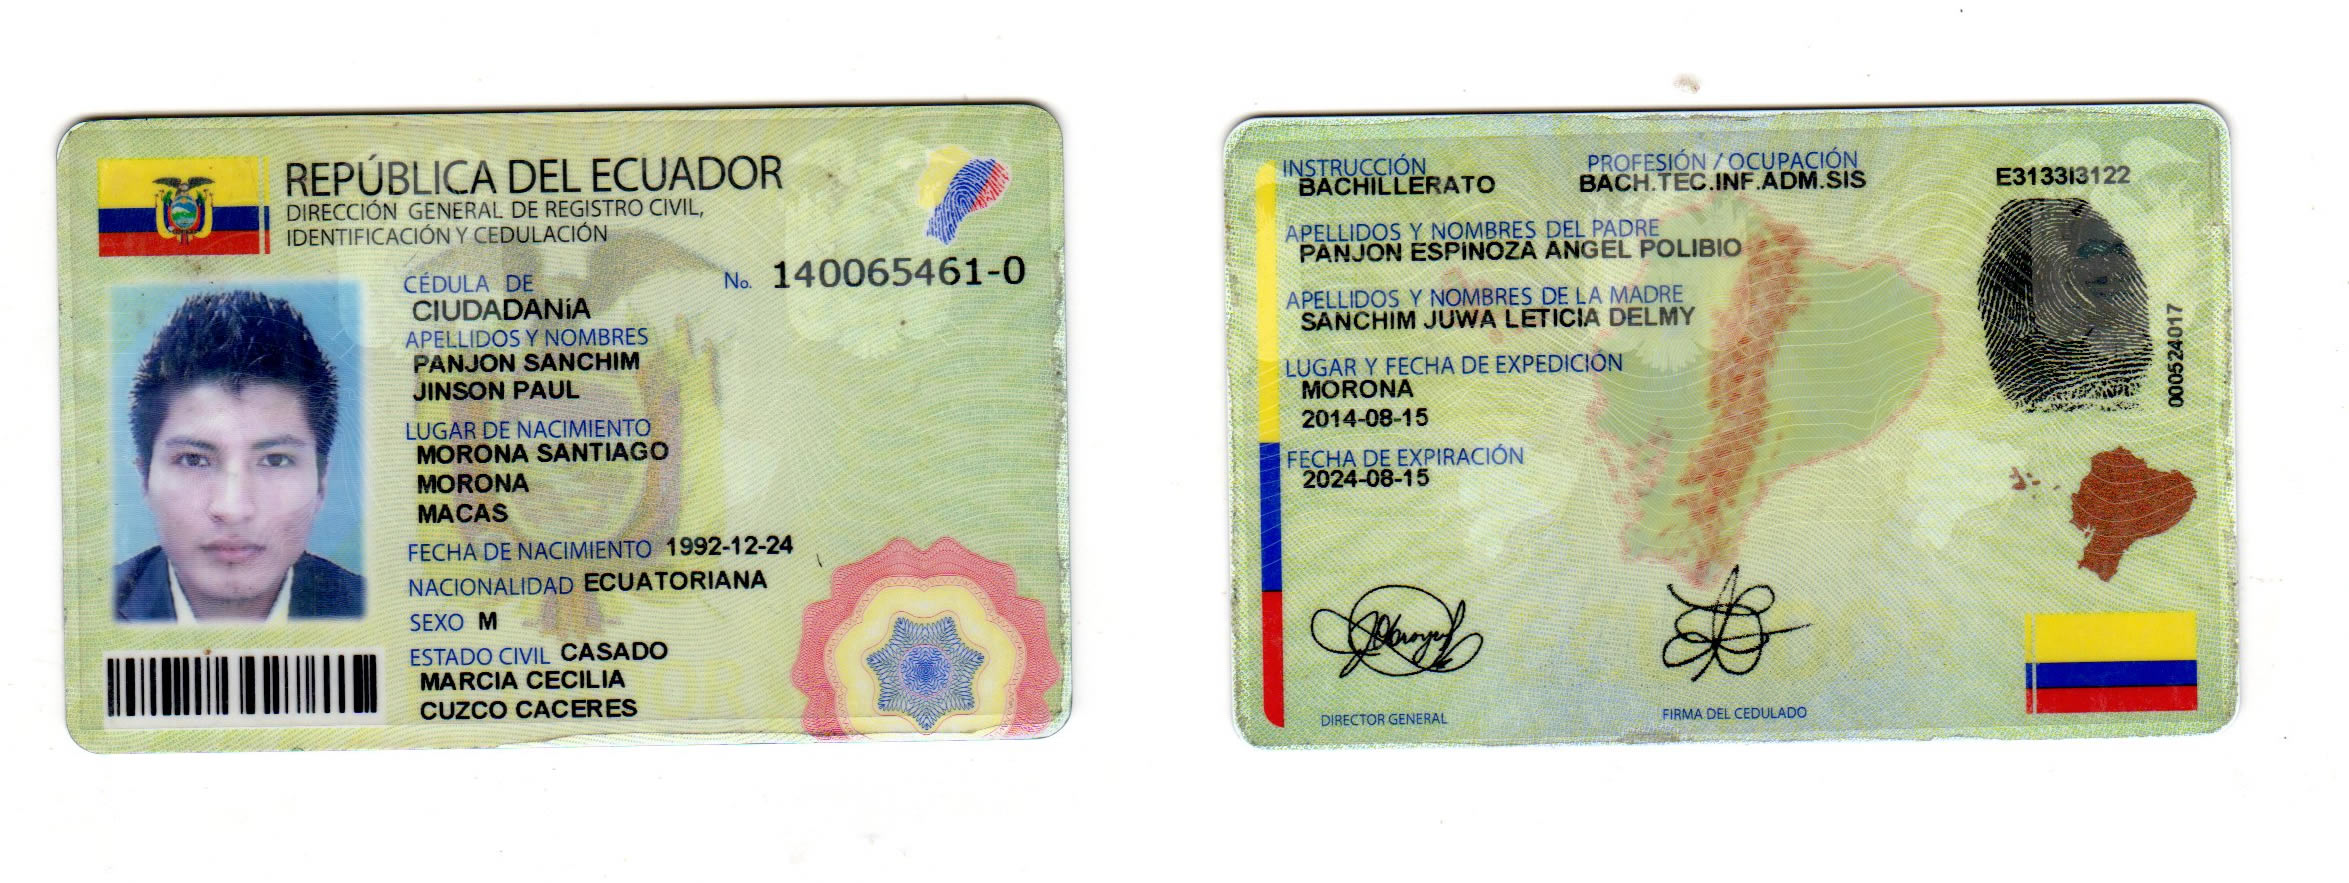 REPÚBLICA DEL ECUADOR
DIRECCIÓN GENERAL DE REGISTRO CIVIL,
IDENTIFICACIÓN Y CEDULACIÓN
CÉDULA DE No. 140065461-0
CIUDADANíA
APELLIDOS Y NOMBRES
PANJON SANCHIM
JINSON PAUL
LUGAR DE NACIMIENTO
MORONA SANTIAGO
MORONA
MACAS
FECHA DE NACIMIENTO 1992-12-24
NACIONALIDAD ECUATORIANA
SEXO M
ESTADO CIVIL CASADO
MARCIA CECILIA
CUZCO CACERES
INSTRUCCIÓN PROFESIÓN / OCUPACIÓN
BACHILLERATO BACH.TEC.INF.ADM.SIS E3133I3122
APELLIDOS Y NOMBRES DEL PADRE
PANJON ESPINOZA ANGEL POLIBIO
APELLIDOS Y NOMBRES DE LA MADRE
SANCHIM JUWA LETICIA DELMY
LUGAR Y FECHA DE EXPEDICIÓN
MORONA
2014-08-15
FECHA DE EXPIRACIÓN
2024-08-15
000524017
DIRECTOR GENERAL FIRMA DEL CEDULADO